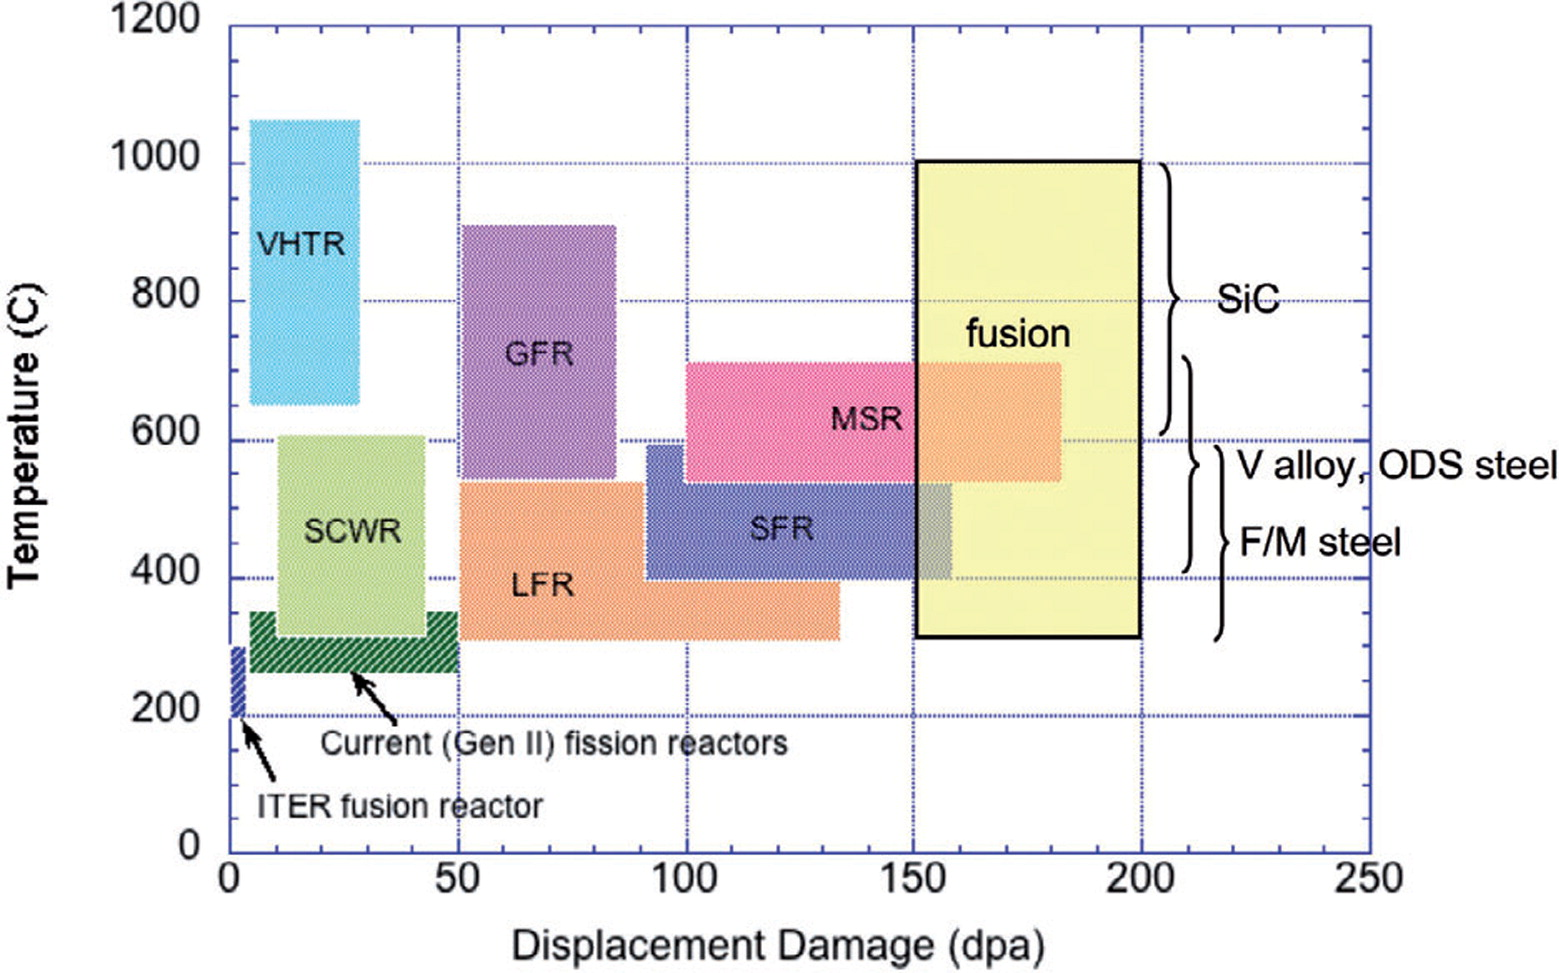 1200
1000
800
600
400
200
0
Temperature (C)
VHTR
GFR
fusion
SiC
MSR
V alloy, ODS steel
SCWR
SFR
F/M steel
LFR
Current (Gen II) fission reactors
ITER fusion reactor
0 50 100 150 200 250
Displacement Damage (dpa)